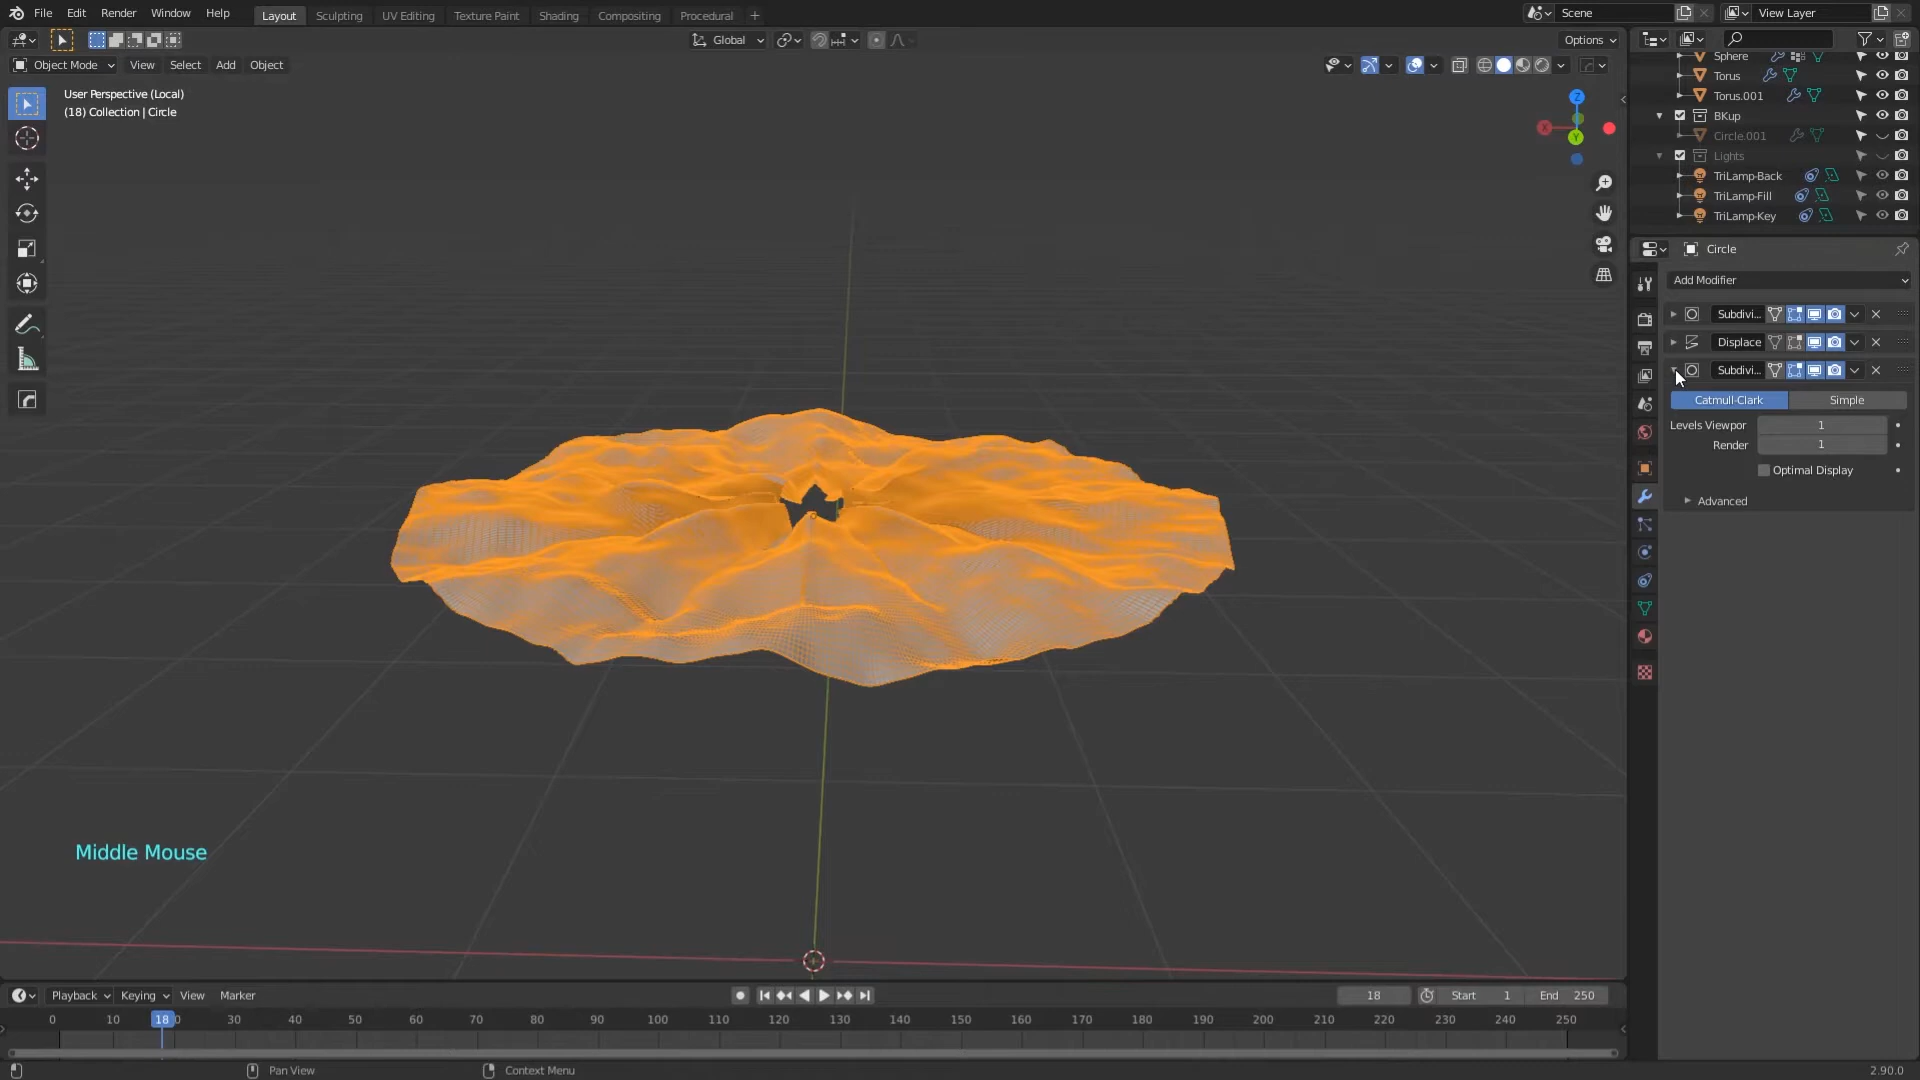 File Edit Render Window Help Layout Sculpting UV Editing Texture Paint Shading Compositing Procedural + Scene View Layer
Global Options
Object Mode View Select Add Object
User Perspective (Local)
(18) Collection | Circle
Z
X
Y
Sphere
Torus
Torus.001
BKup
Circle.001
Lights
TriLamp-Back
TriLamp-Fill
TriLamp-Key
Circle
Add Modifier
Subdivi...
Displace
Subdivi...
Catmull-Clark Simple
Levels Viewpor 1
Render 1
Optimal Display
Advanced
Middle Mouse
Playback Keying View Marker 18 Start 1 End 250
0 10 18 0 30 40 50 60 70 80 90 100 110 120 130 140 150 160 170 180 190 200 210 220 230 240 250
Pan View Context Menu 2.90.0